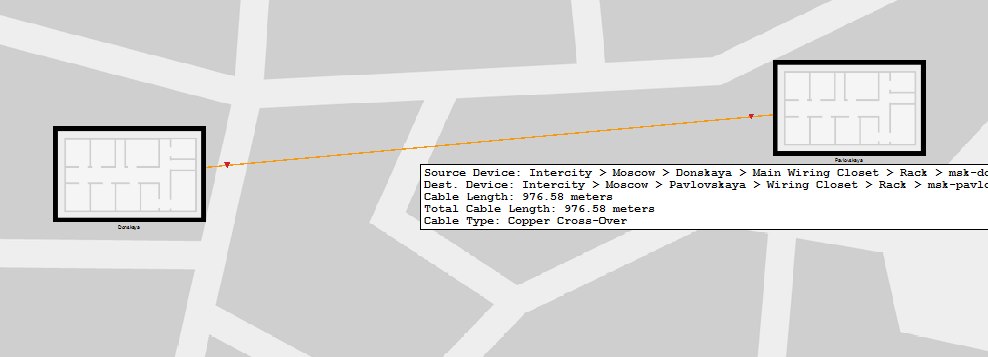 Pavlovskaya
Source Device: Intercity > Moscow > Donskaya > Main Wiring Closet > Rack > msk-do
Dest. Device: Intercity > Moscow > Pavlovskaya > Wiring Closet > Rack > msk-pavlo
Cable Length: 976.58 meters
Total Cable Length: 976.58 meters
Cable Type: Copper Cross-Over
Donskaya